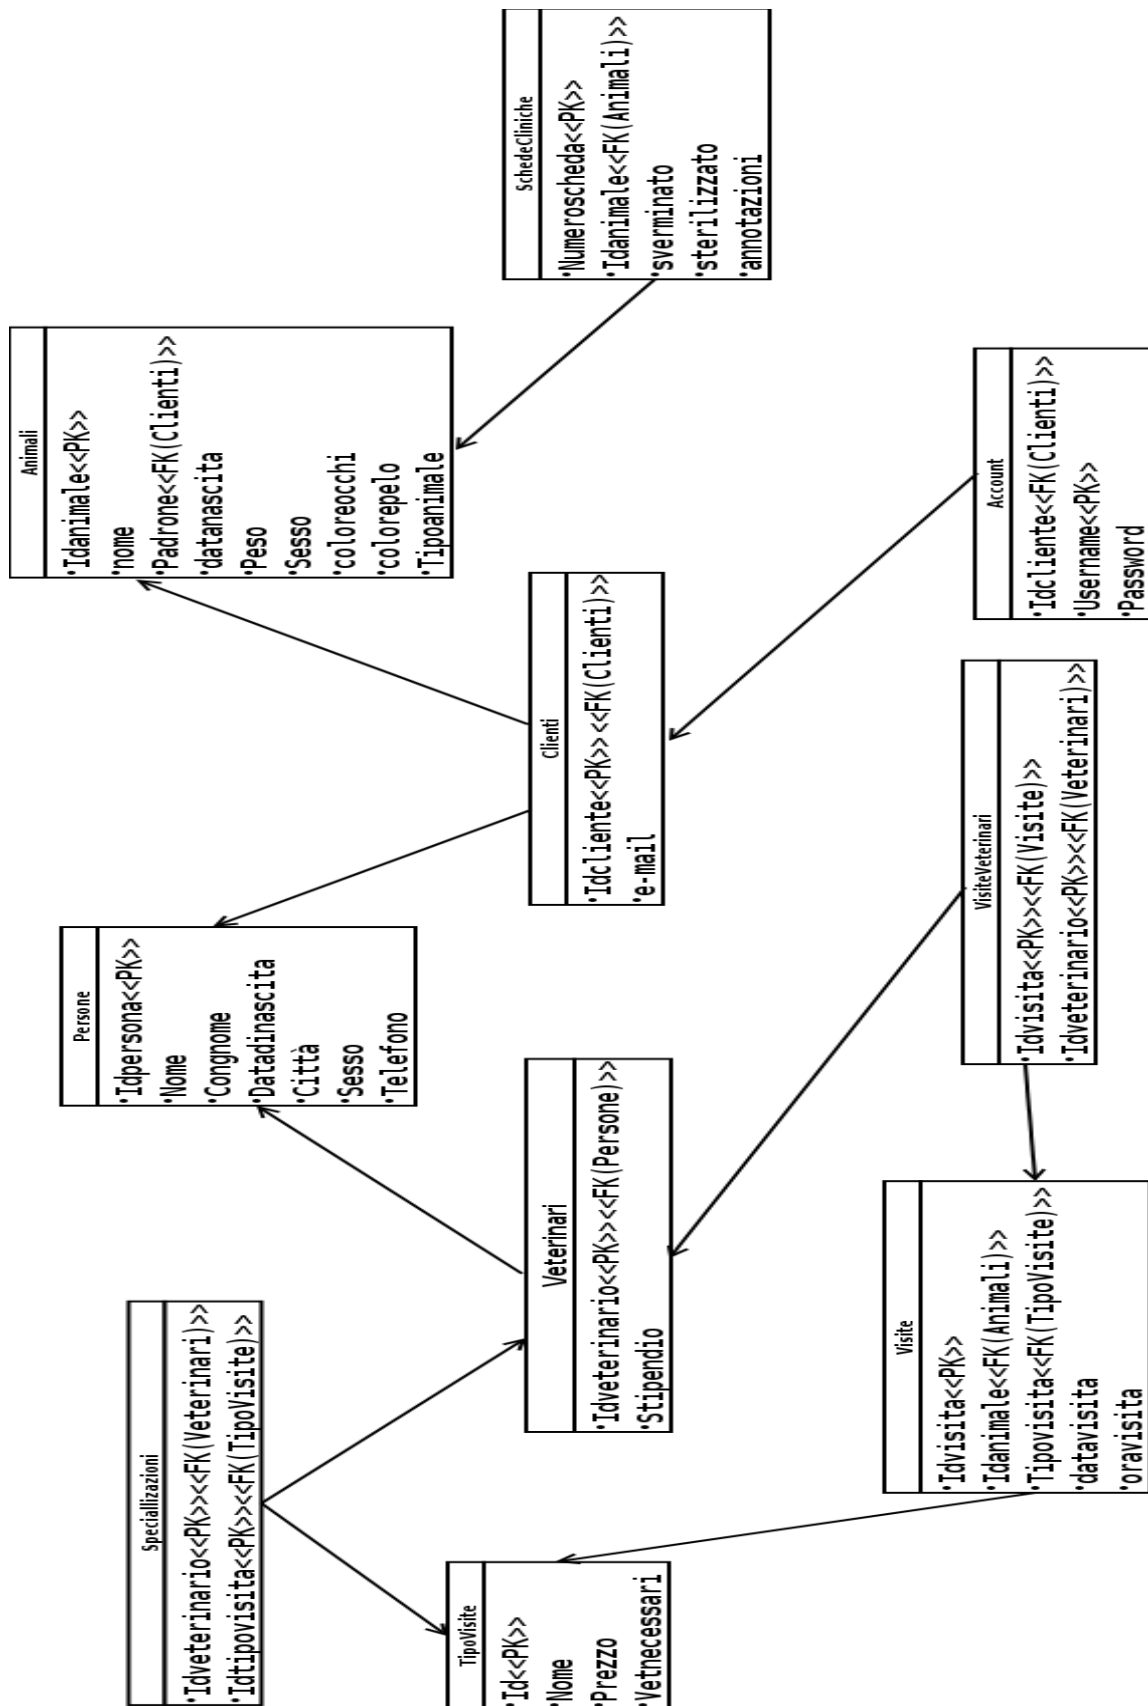 Speciallizazioni
•Idveterinario<<PK>><<FK(Veterinari)>>
•Idtipovisita<<PK>><<FK(TipoVisite)>>
TipoVisite
•Id<<PK>>
•Nome
•Prezzo
•Vetnecessari
Persone
•Idpersona<<PK>>
•Nome
•Congnome
•Datadinascita
•Città
•Sesso
•Telefono
Veterinari
•Idveterinario<<PK>><<FK(Persone)>>
•Stipendio
Visite
•Idvisita<<PK>>
•Idanimale<<FK(Animali)>>
•Tipovisita<<FK(TipoVisite)>>
•datavisita
•oravisita
Animali
•Idanimale<<PK>>
•nome
•Padrone<<FK(Clienti)>>
•datanascita
•Peso
•Sesso
•coloreocchi
•colorepelo
•Tipoanimale
Clienti
•Idcliente<<PK>><<FK(Clienti)>>
•e-mail
VisiteVeterinari
•Idvisita<<PK>><<FK(Visite)>>
•Idveterinario<<PK>><<FK(Veterinari)>>
SchedeCliniche
•Numeroscheda<<PK>>
•Idanimale<<FK(Animali)>>
•sverminato
•sterilizzato
•annotazioni
Account
•Idcliente<<FK(Clienti)>>
•Username<<PK>>
•Password